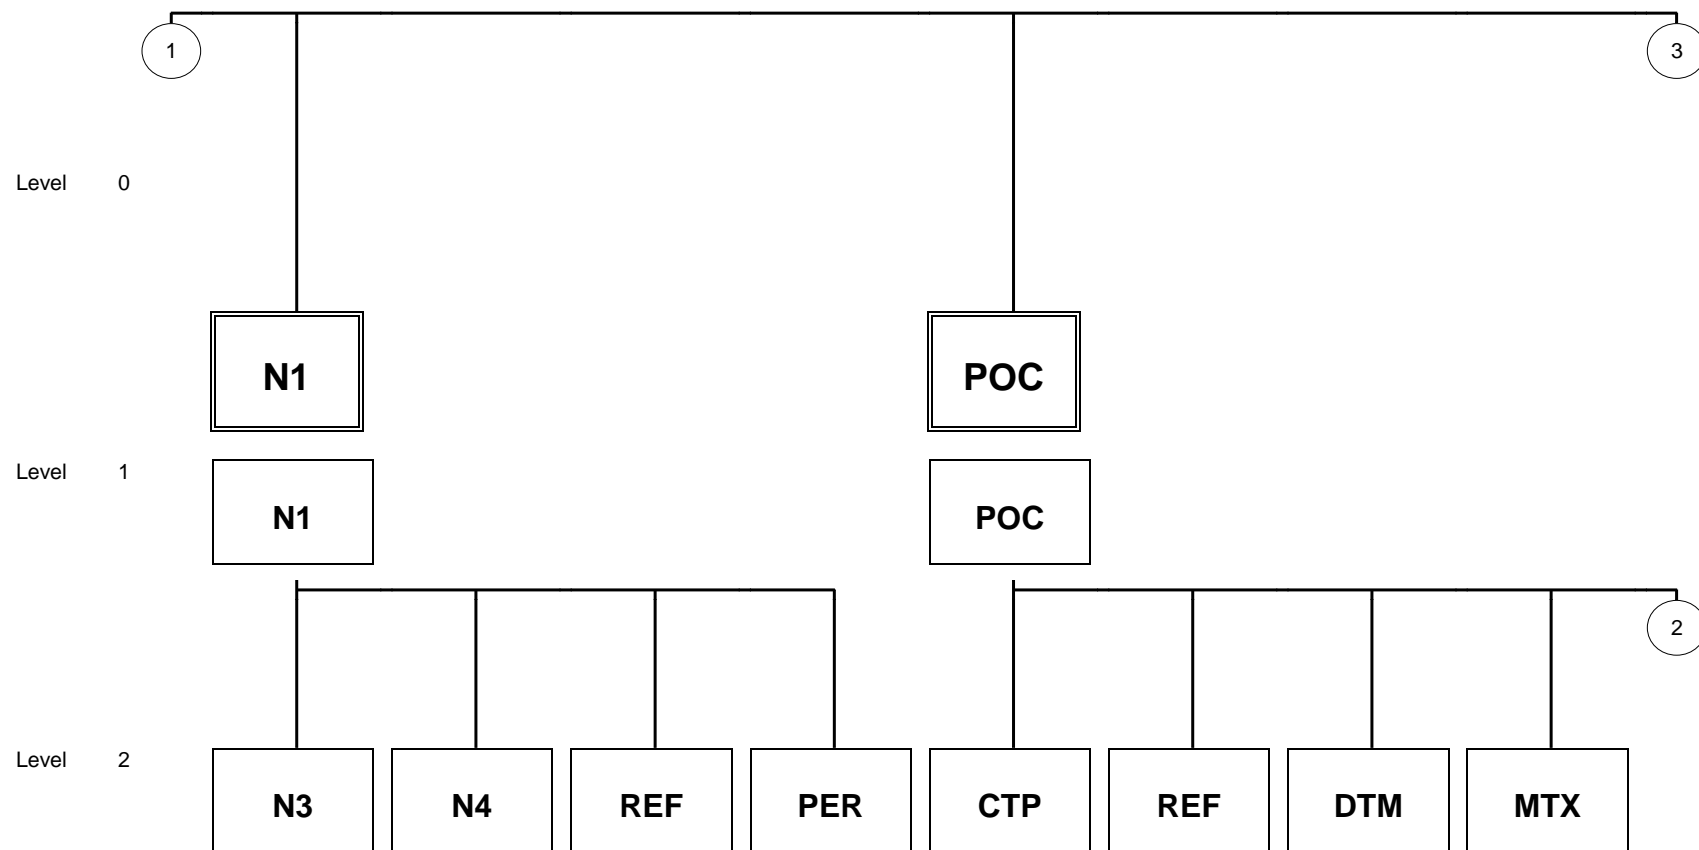 1 3
Level 0
N1 POC
Level 1
N1 POC
2
Level 2
N3 N4 REF PER CTP REF DTM MTX